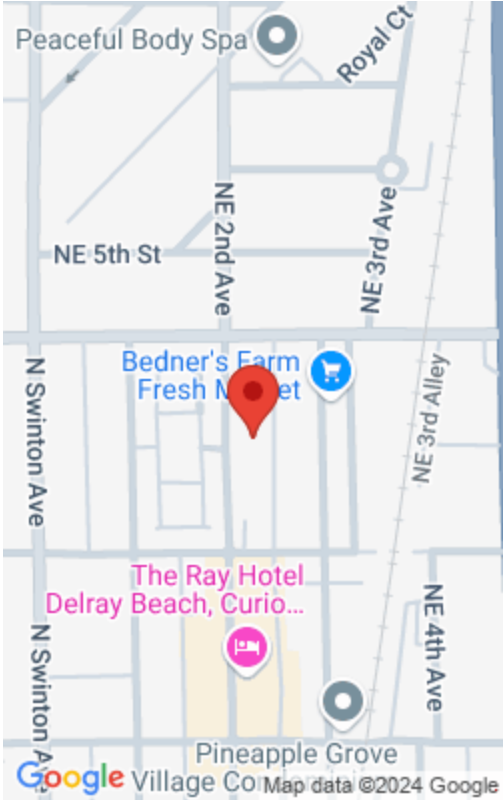 Peaceful Body Spa
Royal Ct
NE 2nd Ave
NE 3rd Ave
NE 5th St
Bedner's Farm
Fresh
N Swinton Ave
NE 3rd Alley
The Ray Hotel
Delray Beach, Curio...
NE 4th Ave
N Swinton
Pineapple Grove
Village
Google
Map data ©2024 Google